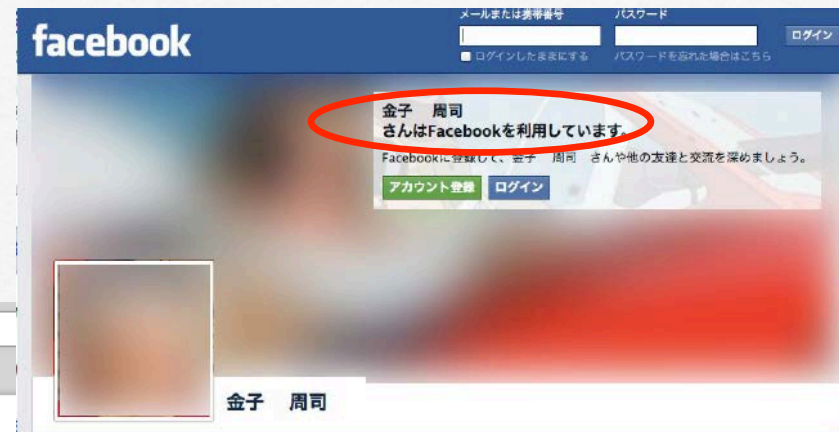 facebook
メールまたは携帯番号
パスワード
ログイン
ログインしたままにする
パスワードを忘れた場合はこちら
金子 周司
さんはFacebookを利用しています。
Facebookに登録して、金子 周司 さんや他の友達と交流を深めましょう。
アカウント登録 ログイン
金子 周司